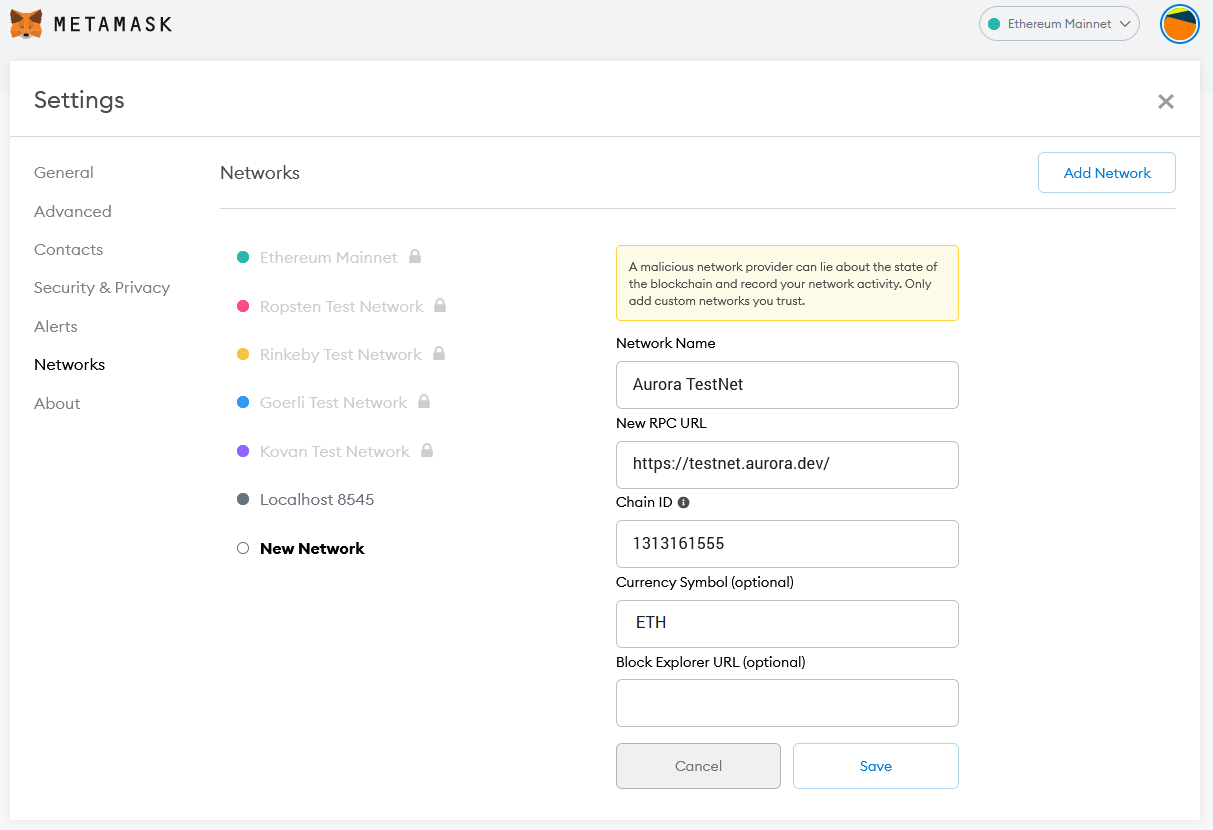 METAMASK
Ethereum Mainnet
Settings
General
Advanced
Contacts
Security & Privacy
Alerts
Networks
About
Networks
Add Network
Ethereum Mainnet
Ropsten Test Network
Rinkeby Test Network
Goerli Test Network
Kovan Test Network
Localhost 8545
New Network
A malicious network provider can lie about the state of
the blockchain and record your network activity. Only
add custom networks you trust.
Network Name
Aurora TestNet
New RPC URL
https://testnet.aurora.dev/
Chain ID
1313161555
Currency Symbol (optional)
ETH
Block Explorer URL (optional)
Cancel
Save